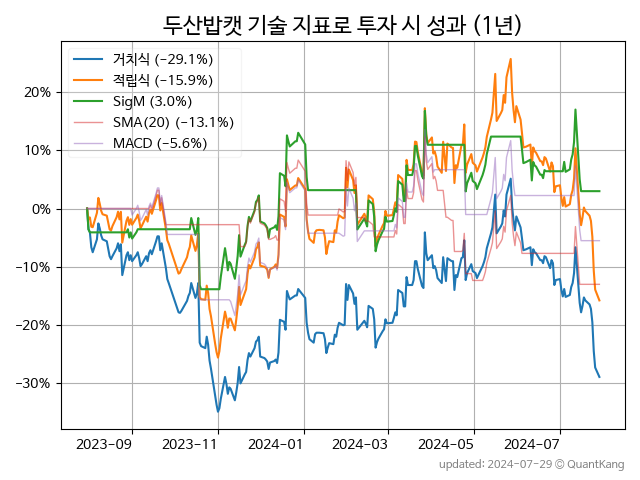 두산밥캣 기술 지표로 투자 시 성과 (1년)
거치식 (−29.1%)
적립식 (−15.9%)
SigM (3.0%)
SMA(20) (−13.1%)
MACD (−5.6%)
20%
10%
0%
−10%
−20%
−30%
2023-09 2023-11 2024-01 2024-03 2024-05 2024-07
updated: 2024-07-29 © QuantKang